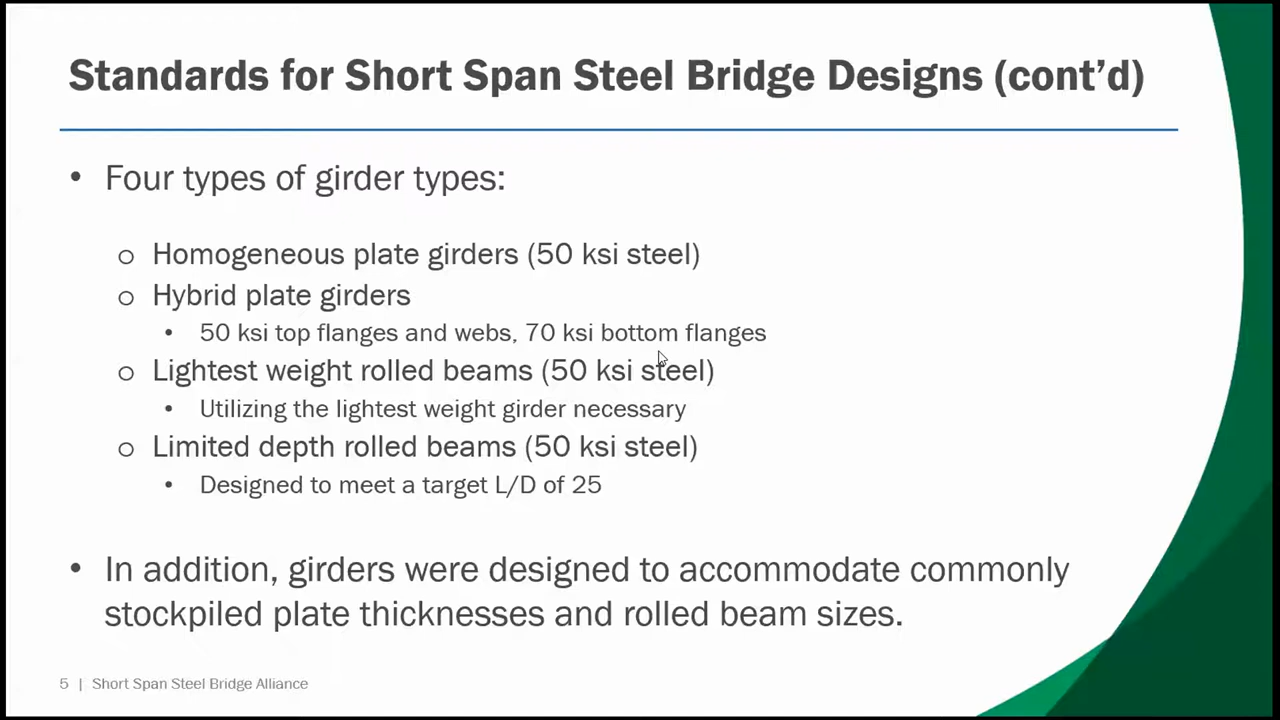 Standards for Short Span Steel Bridge Designs (cont’d)
• Four types of girder types:
o Homogeneous plate girders (50 ksi steel)
o Hybrid plate girders
• 50 ksi top flanges and webs, 70 ksi bottom flanges
o Lightest weight rolled beams (50 ksi steel)
• Utilizing the lightest weight girder necessary
o Limited depth rolled beams (50 ksi steel)
• Designed to meet a target L/D of 25
• In addition, girders were designed to accommodate commonly
stockpiled plate thicknesses and rolled beam sizes.
5 | Short Span Steel Bridge Alliance